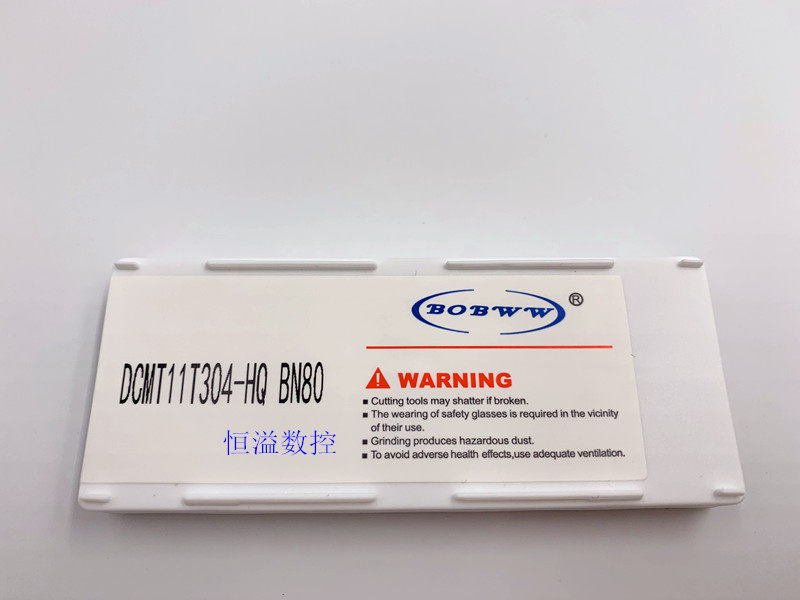 BOBWW®
DCMT11T304-HQ BN80
恒溢数控
WARNING
■ Cutting tools may shatter if broken.
■ The wearing of safety glasses is required in the vicinity
of their use.
■ Grinding produces hazardous dust.
■ To avoid adverse health effects,use adequate ventilation.